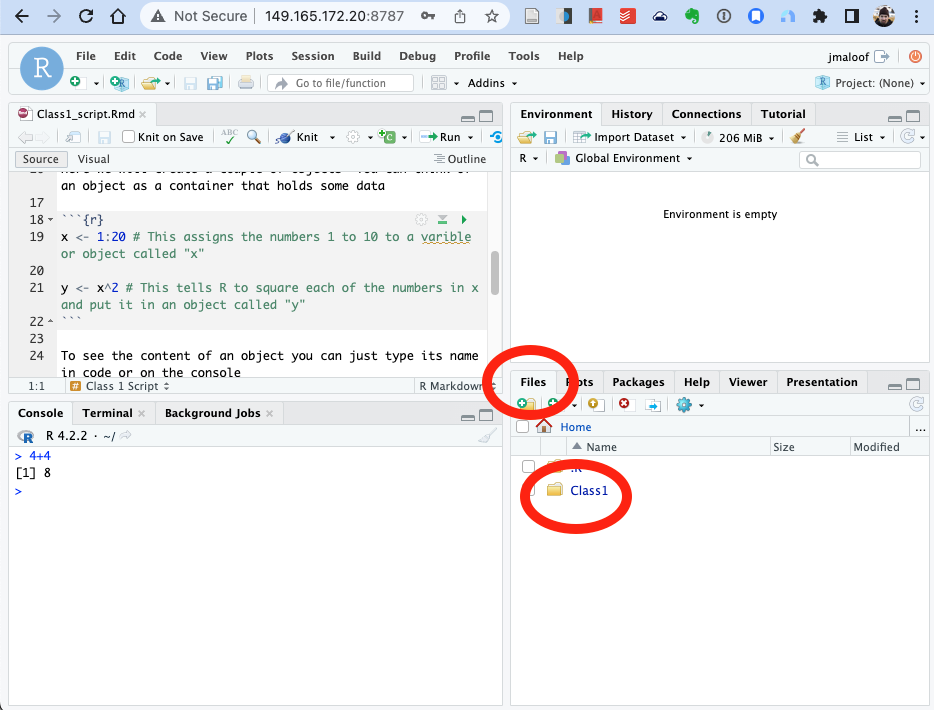 Not Secure 149.165.172.20:8787
R File Edit Code View Plots Session Build Debug Profile Tools Help jmaloof
Go to file/function Addins Project: (None)
Class1_script.Rmd
Knit on Save ABC Knit Run
Source Visual Outline
an object as a container that holds some data
17
18 ```{r}
19 x <- 1:20 # This assigns the numbers 1 to 10 to a varible
or object called "x"
20
21 y <- x^2 # This tells R to square each of the numbers in x
and put it in an object called "y"
22 ```
23
24 To see the content of an object you can just type its name
in code or on the console
1:1 # Class 1 Script R Markdown
Console Terminal Background Jobs
R R 4.2.2 · ~/
> 4+4
[1] 8
>
Environment History Connections Tutorial
Import Dataset 206 MiB List
R Global Environment
Environment is empty
Files Plots Packages Help Viewer Presentation
Home ...
Name Size Modified
.R
Class1